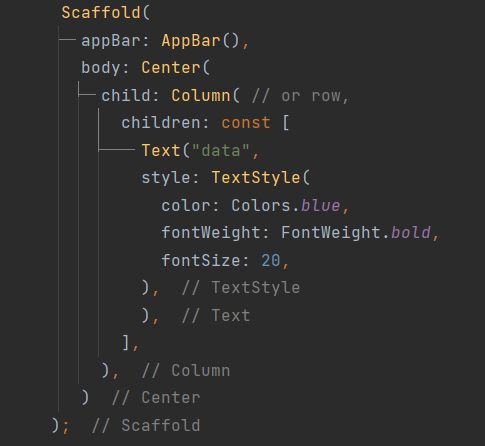 Scaffold(
appBar: AppBar(),
body: Center(
child: Column( // or row,
children: const [
Text("data",
style: TextStyle(
color: Colors.blue,
fontWeight: FontWeight.bold,
fontSize: 20,
), // TextStyle
), // Text
],
), // Column
) // Center
); // Scaffold